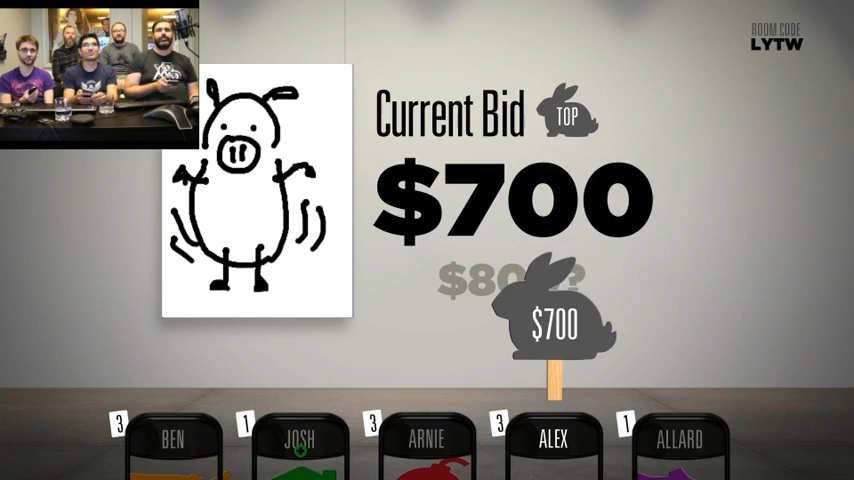 ROOM CODE
LYTW
Current Bid
TOP
$700
$700
3
BEN
1
JOSH
3
ARNIE
3
ALEX
1
ALLARD